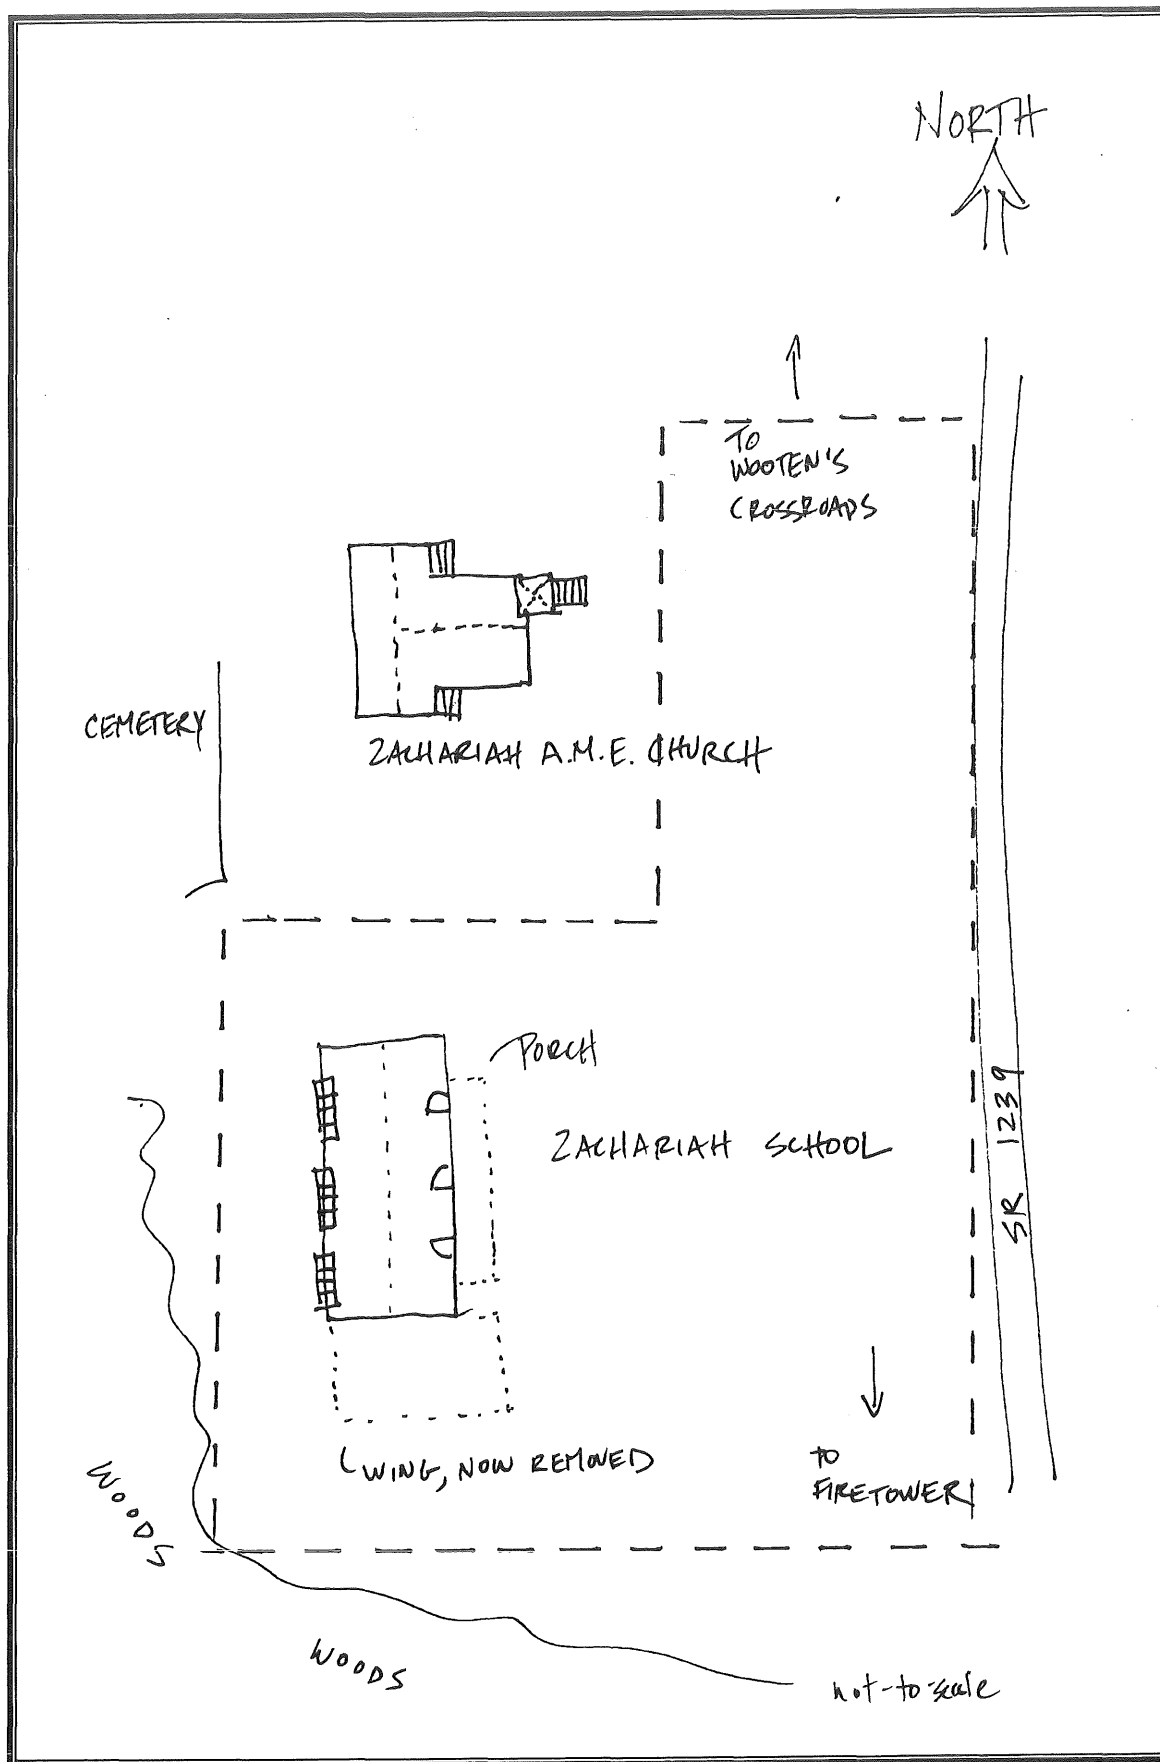 NORTH
TO
WOOTEN'S
CROSSROADS
CEMETERY
ZACHARIAH A.M.E. CHURCH
PORCH
ZACHARIAH SCHOOL
SR 1239
WING, NOW REMOVED
TO
FIRETOWER
WOODS
WOODS
not-to-scale